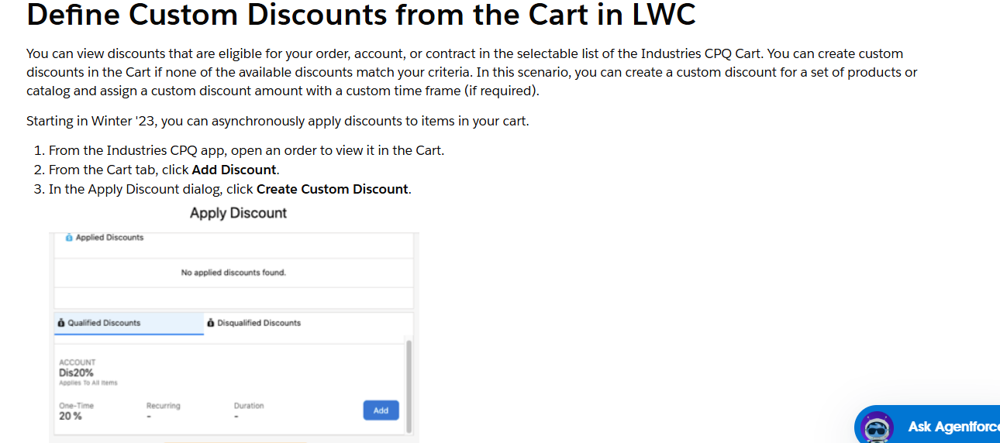 Define Custom Discounts from the Cart in LWC
You can view discounts that are eligible for your order, account, or contract in the selectable list of the Industries CPQ Cart. You can create custom
discounts in the Cart if none of the available discounts match your criteria. In this scenario, you can create a custom discount for a set of products or
catalog and assign a custom discount amount with a custom time frame (if required).
Starting in Winter '23, you can asynchronously apply discounts to items in your cart.
1. From the Industries CPQ app, open an order to view it in the Cart.
2. From the Cart tab, click Add Discount.
3. In the Apply Discount dialog, click Create Custom Discount.
Apply Discount
Applied Discounts
No applied discounts found.
Qualified Discounts Disqualified Discounts
ACCOUNT
Dis20%
Applies To All Items
One-Time Recurring Duration
20 % - -
Add
Ask Agentforce